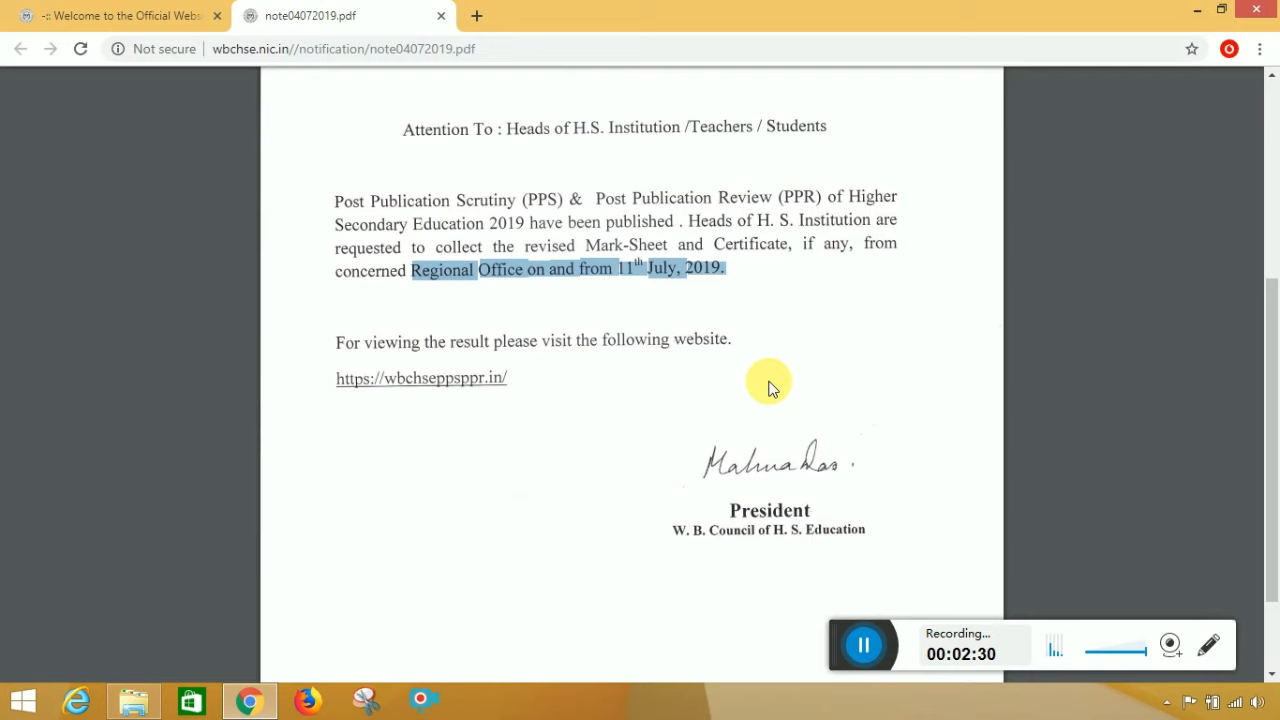 -:: Welcome to the Official Webs
note04072019.pdf
Not secure
wbchse.nic.in//notification/note04072019.pdf
Attention To : Heads of H.S. Institution /Teachers / Students
Post Publication Scrutiny (PPS) & Post Publication Review (PPR) of Higher
Secondary Education 2019 have been published . Heads of H. S. Institution are
requested to collect the revised Mark-Sheet and Certificate, if any, from
concerned Regional Office on and from 11th July, 2019.
For viewing the result please visit the following website.
https://wbchseppsppr.in/
President
W. B. Council of H. S. Education
Recording...
00:02:30